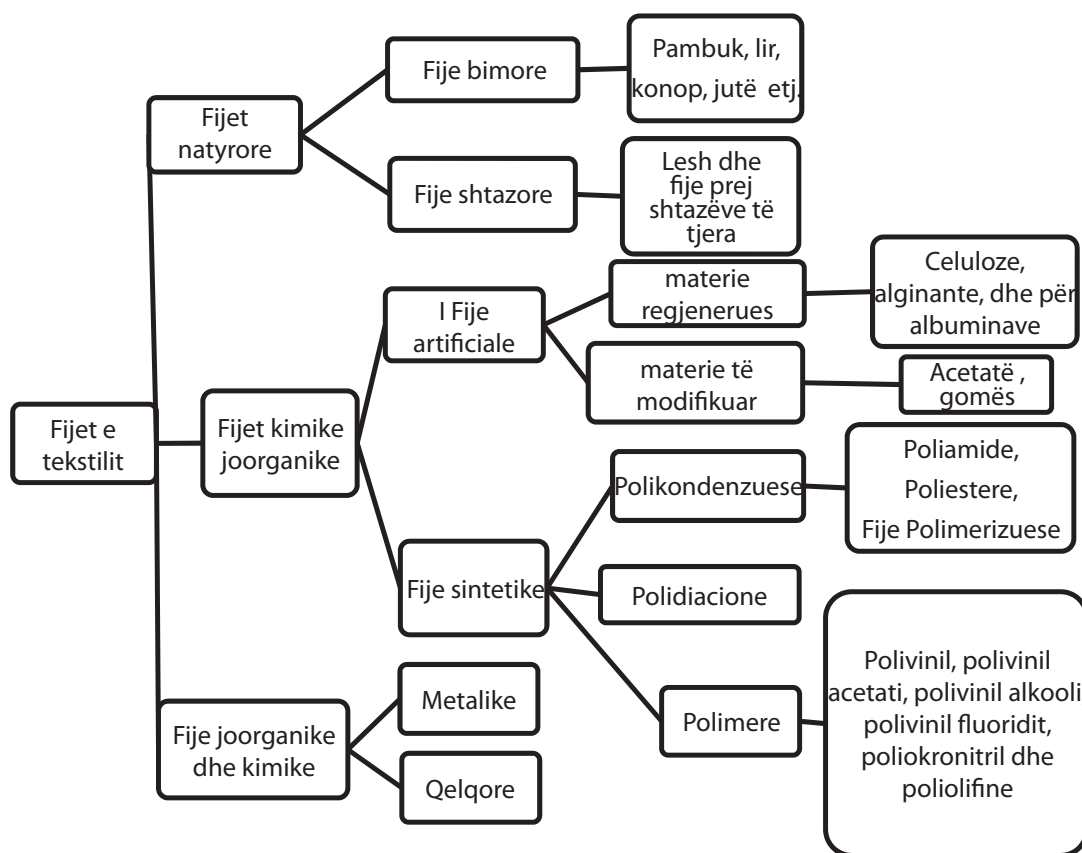 Fijet e
tekstilit
Fijet
natyrore
Fije bimore
Pambuk, lir,
konop, jutë etj.
Fije shtazore
Lesh dhe
fije prej
shtazëve të
tjera
Fijet kimike
joorganike
I Fije
artificiale
materie
regjenerues
Celuloze,
alginante, dhe për
albuminave
materie të
modifikuar
Acetatë ,
gomës
Fije sintetike
Polikondenzuese
Poliamide,
Poliestere,
Fije Polimerizuese
Polidiacione
Polimere
Polivinil, polivinil
acetati, polivinil alkooli
polivinil fluoridit,
poliokronitril dhe
poliolifine
Fije joorganike
dhe kimike
Metalike
Qelqore